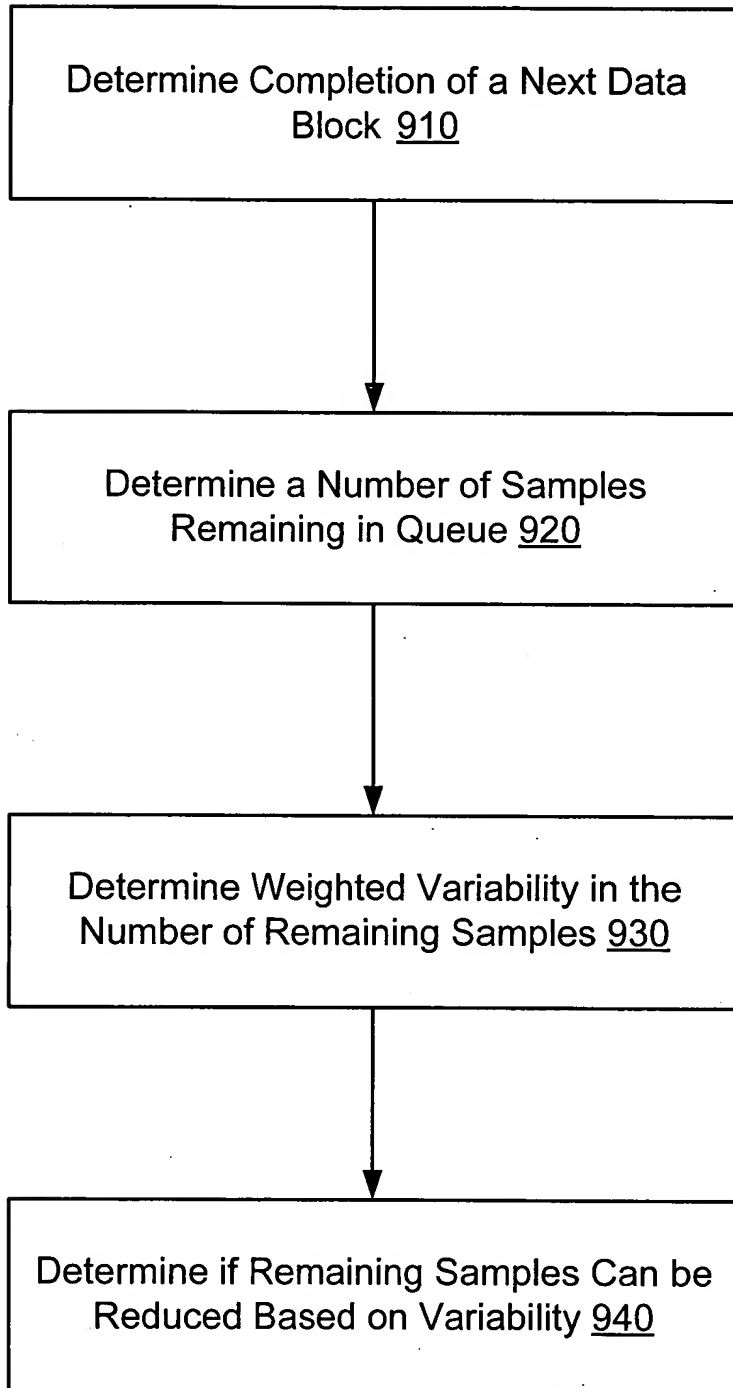 Determine Completion of a Next Data
Block 910
Determine a Number of Samples
Remaining in Queue 920
Determine Weighted Variability in the
Number of Remaining Samples 930
Determine if Remaining Samples Can be
Reduced Based on Variability 940